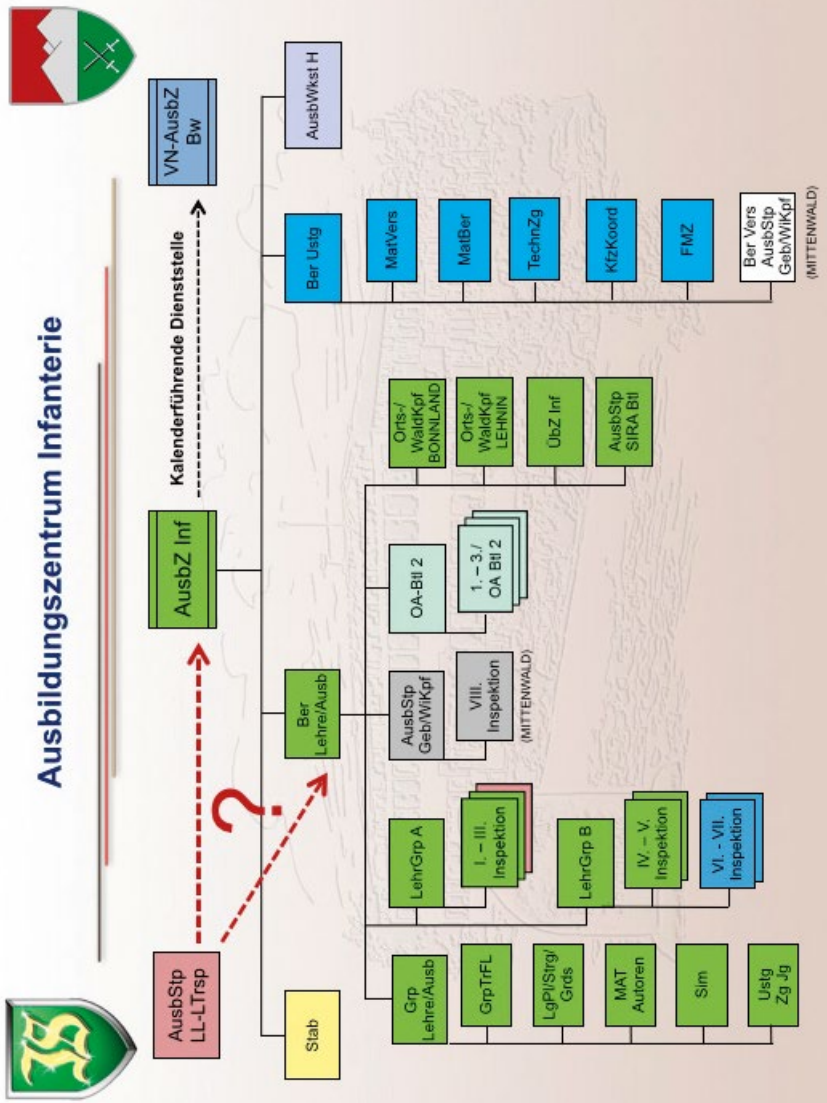 Ausbildungszentrum Infanterie
AusbStp
LL-LTrsp
AusbZ Inf
Kalenderführende Dienststelle
VN-AusbZ
Bw
?
Stab
Ber
Lehre/Ausb
Ber Ustg
AusbWkst H
Grp
Lehre/Ausb
GrpTrFL
LgPl/Strg/
Grds
MAT
Autoren
Sim
Ustg
Zg Jg
LehrGrp A
I. – III.
Inspektion
LehrGrp B
IV. – V.
Inspektion
VI. - VII.
Inspektion
AusbStp
Geb/WiKpf
VIII.
Inspektion
(MITTENWALD)
OA-Btl 2
1. – 3./
OA Btl 2
Orts-/
WaldKpf
BONNLAND
Orts-/
WaldKpf
LEHNIN
ÜbZ Inf
AusbStp
SIRA Btl
MatVers
MatBer
TechnZg
KfzKoord
FMZ
Ber Vers
AusbStp
Geb/WiKpf
(MITTENWALD)